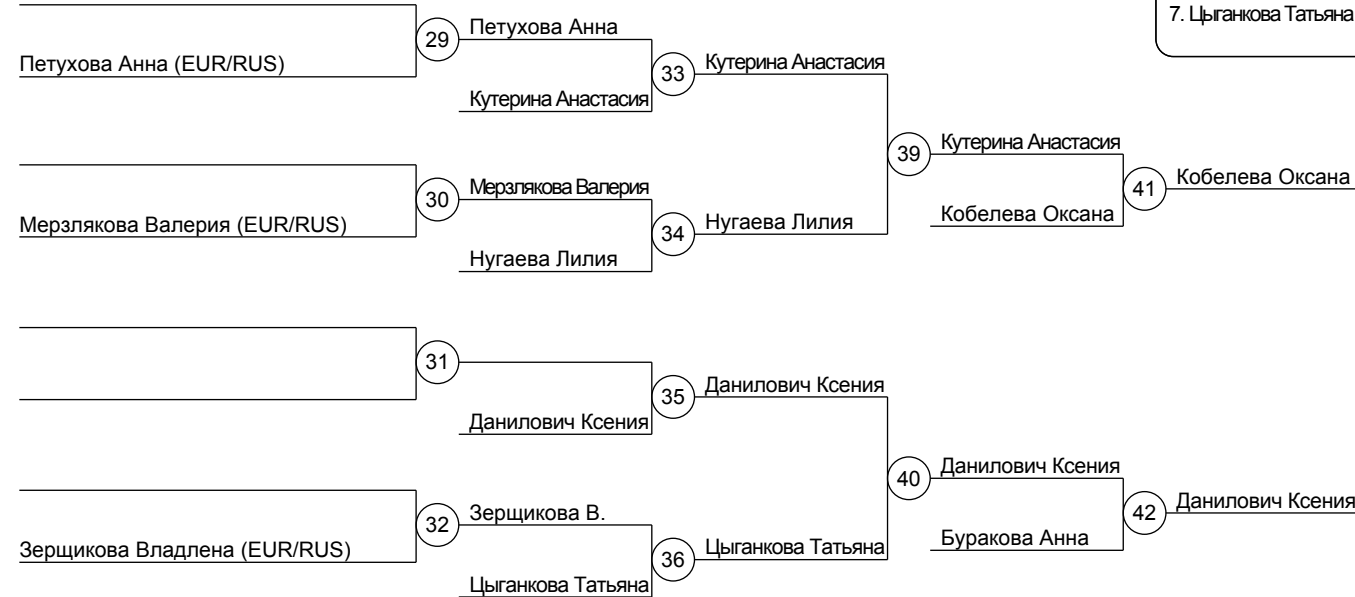 7. Цыганкова Татьяна
29
Петухова Анна
Петухова Анна (EUR/RUS)
33
Кутерина Анастасия
Кутерина Анастасия
39
Кутерина Анастасия
41
Кобелева Оксана
30
Мерзлякова Валерия
Мерзлякова Валерия (EUR/RUS)
34
Нугаева Лилия
Кобелева Оксана
Нугаева Лилия
31
35
Данилович Ксения
Данилович Ксения
40
Данилович Ксения
42
Данилович Ксения
32
Зерщикова В.
Буракова Анна
Зерщикова Владлена (EUR/RUS)
36
Цыганкова Татьяна
Цыганкова Татьяна